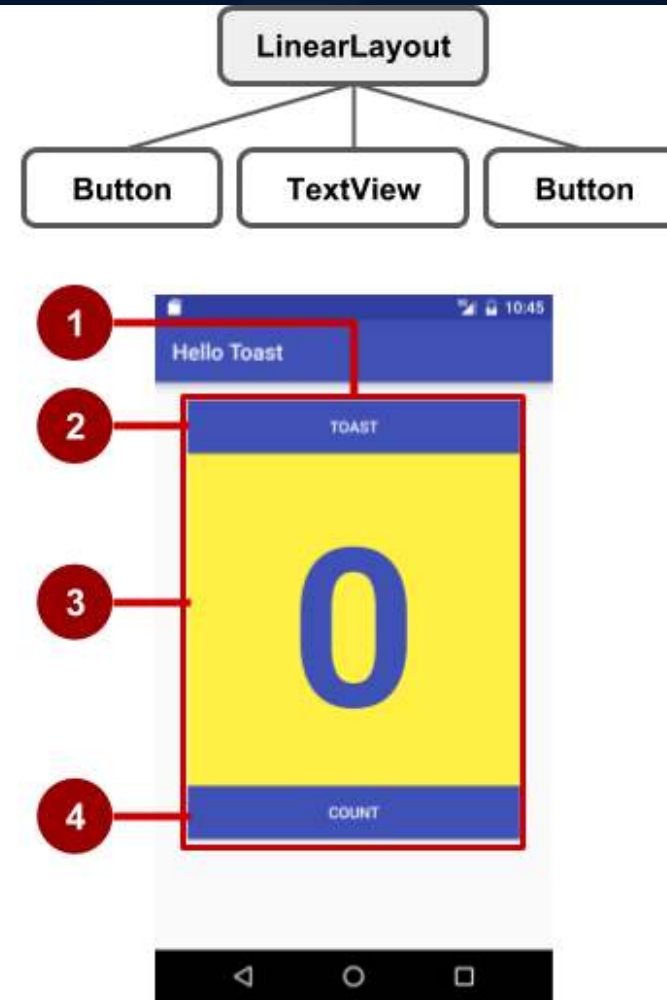 LinearLayout
Button TextView Button
1
10:45
Hello Toast
2
TOAST
3
0
4
COUNT